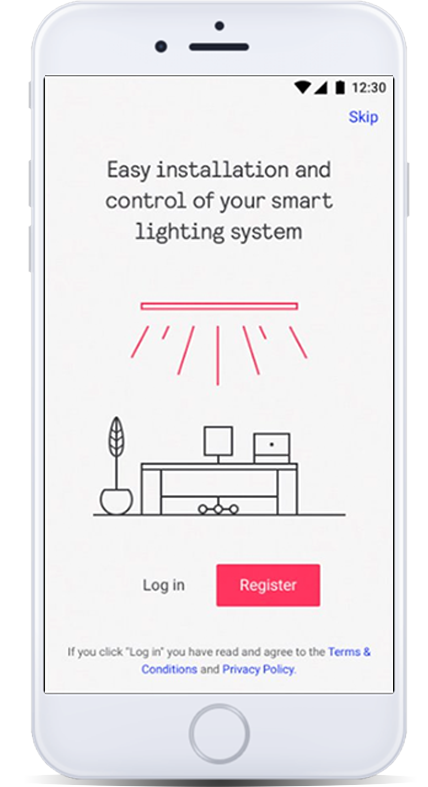 12:30
Skip
Easy installation and
control of your smart
lighting system
Log in
Register
If you click "Log in" you have read and agree to the Terms &
Conditions and Privacy Policy.